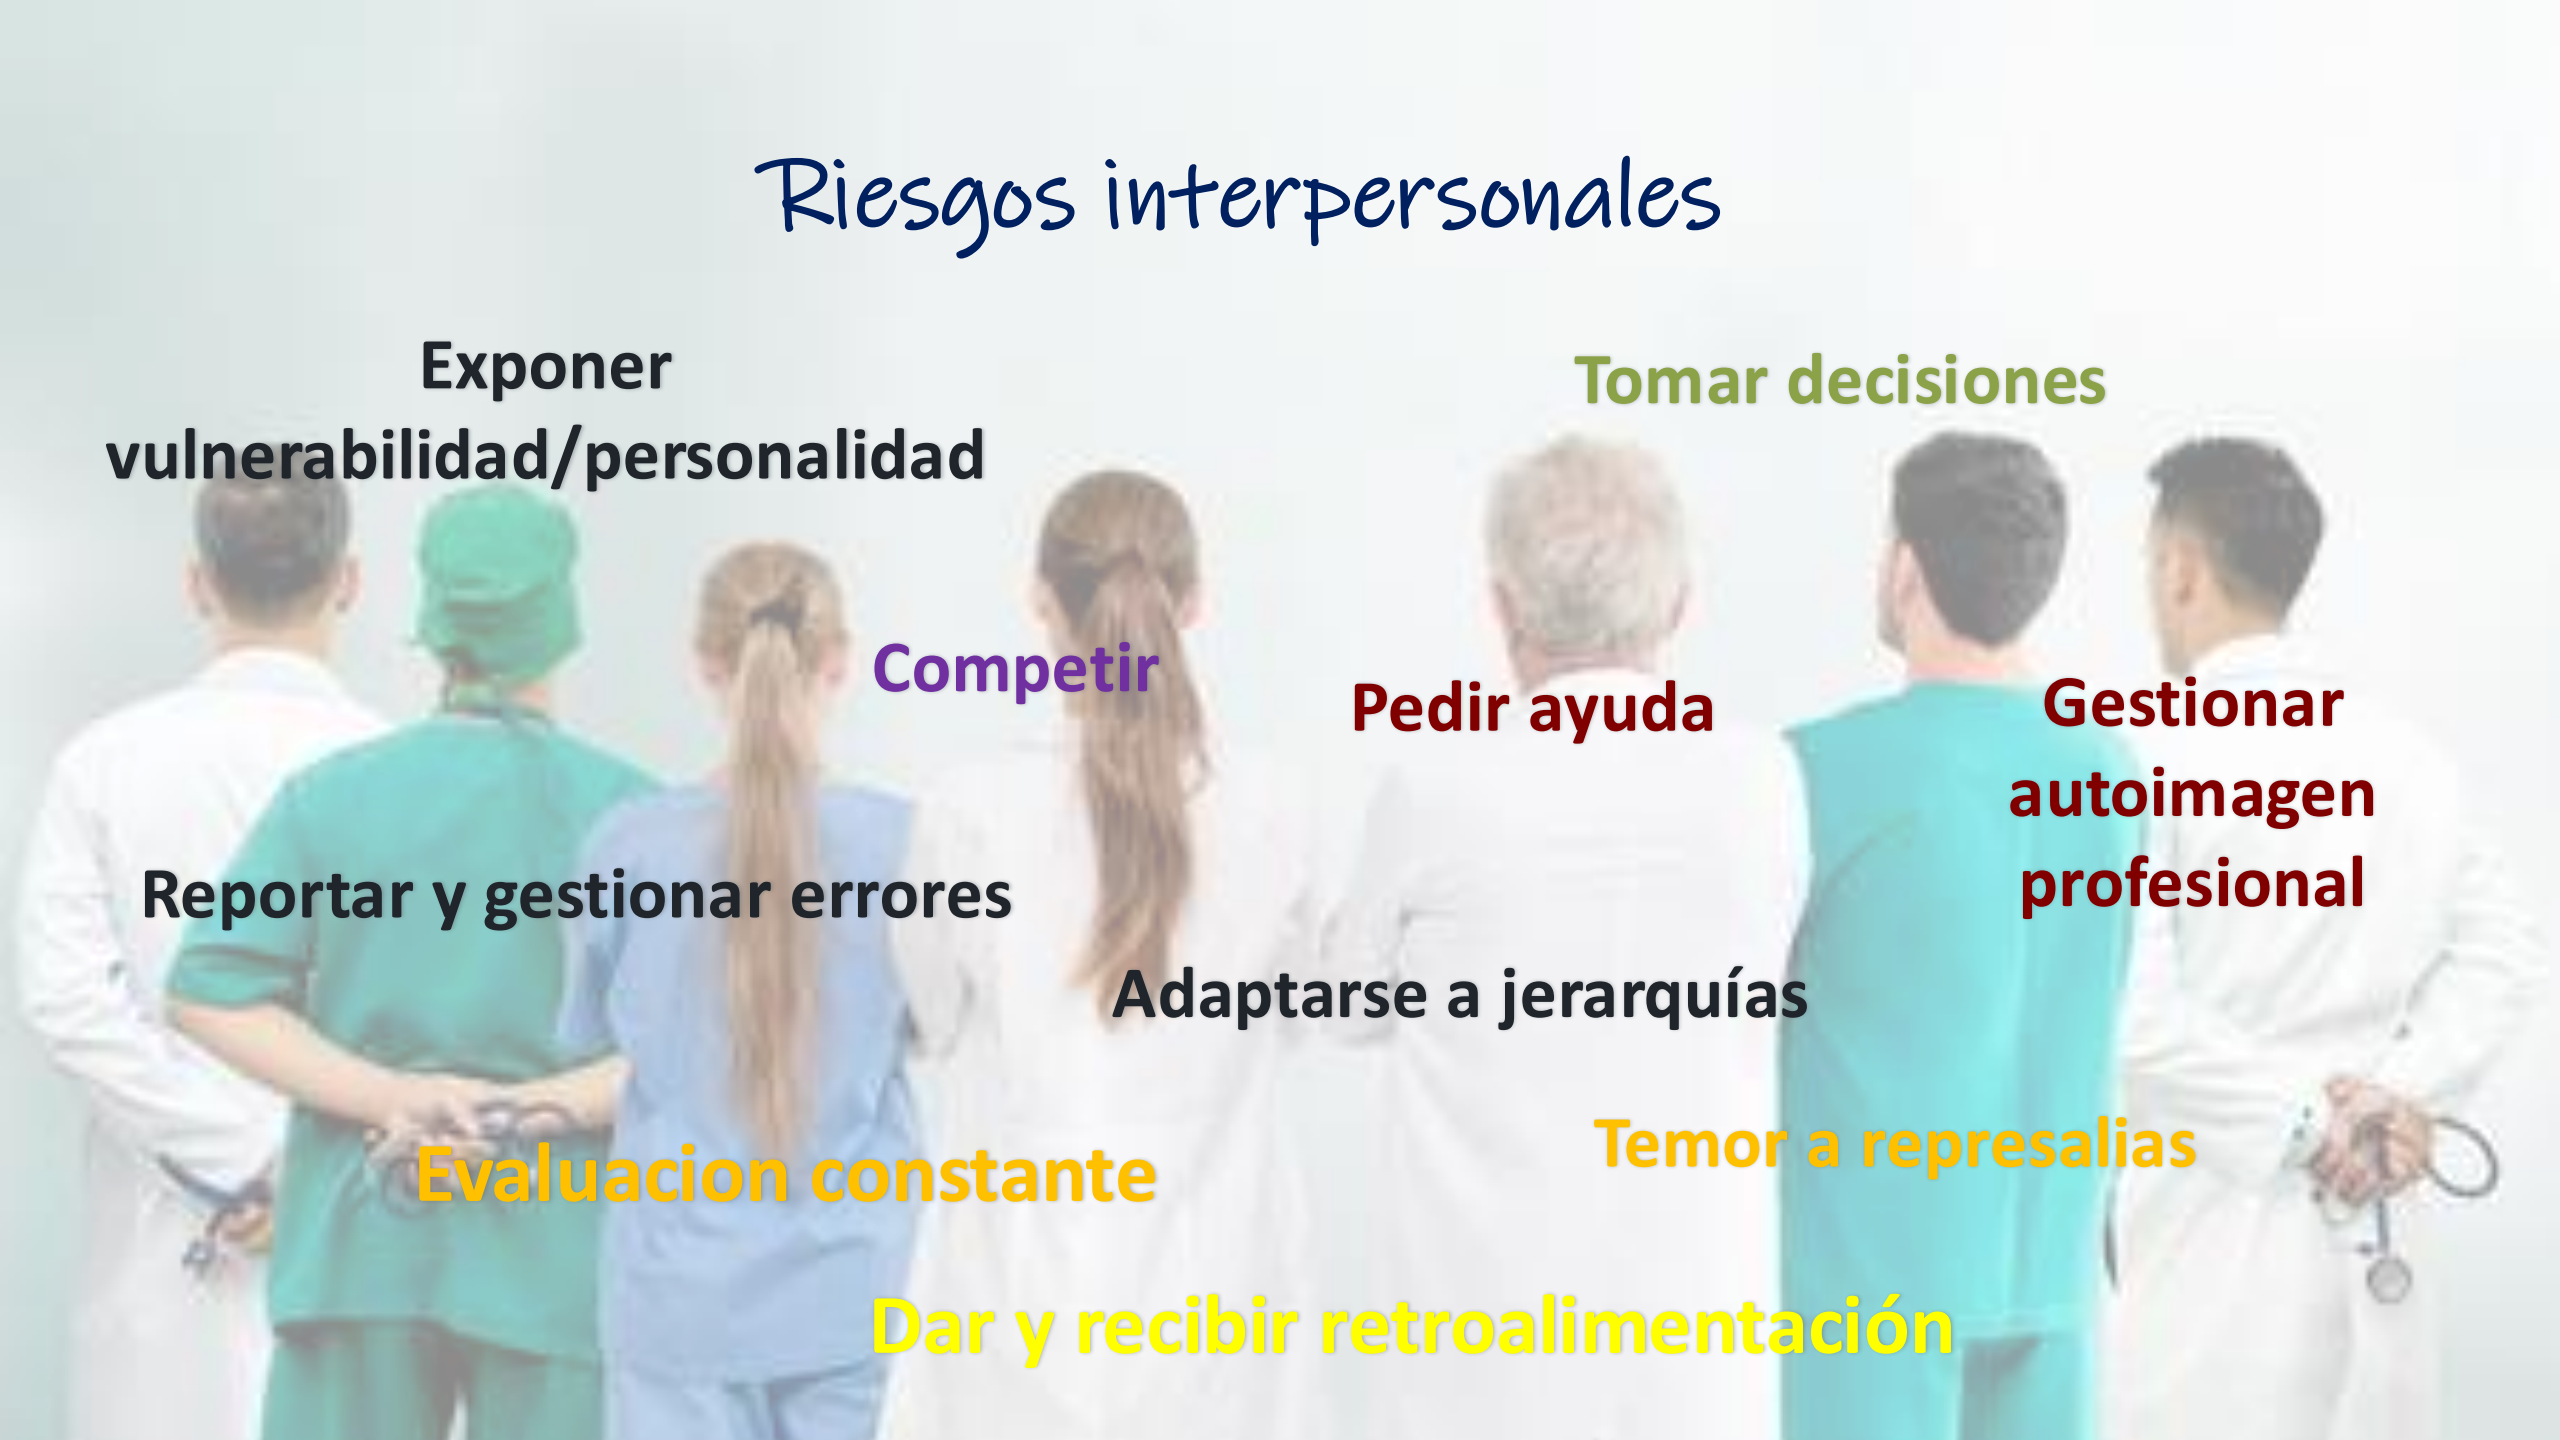 Riesgos interpersonales
Exponer
vulnerabilidad/personalidad
Tomar decisiones
Competir
Pedir ayuda
Gestionar
autoimagen
profesional
Reportar y gestionar errores
Adaptarse a jerarquías
Evaluacion constante
Temor a represalias
Dar y recibir retroalimentación